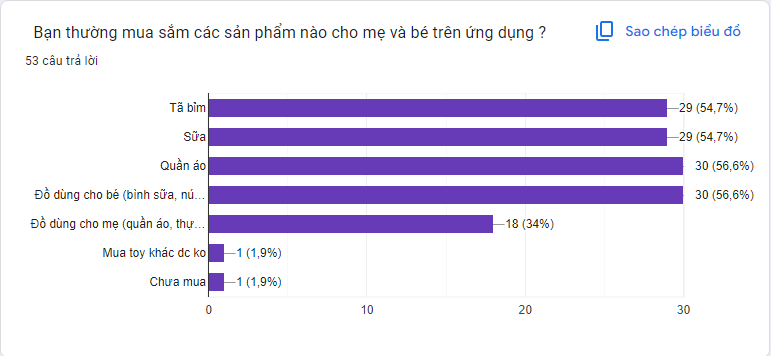 Bạn thường mua sắm các sản phẩm nào cho mẹ và bé trên ứng dụng ?
Sao chép biểu đồ
53 câu trả lời
Tã bỉm
29 (54,7%)
Sữa
29 (54,7%)
Quần áo
30 (56,6%)
Đồ dùng cho bé (bình sữa, nú…
30 (56,6%)
Đồ dùng cho mẹ (quần áo, thự…
18 (34%)
Mua toy khác dc ko
1 (1,9%)
Chưa mua
1 (1,9%)
0 10 20 30